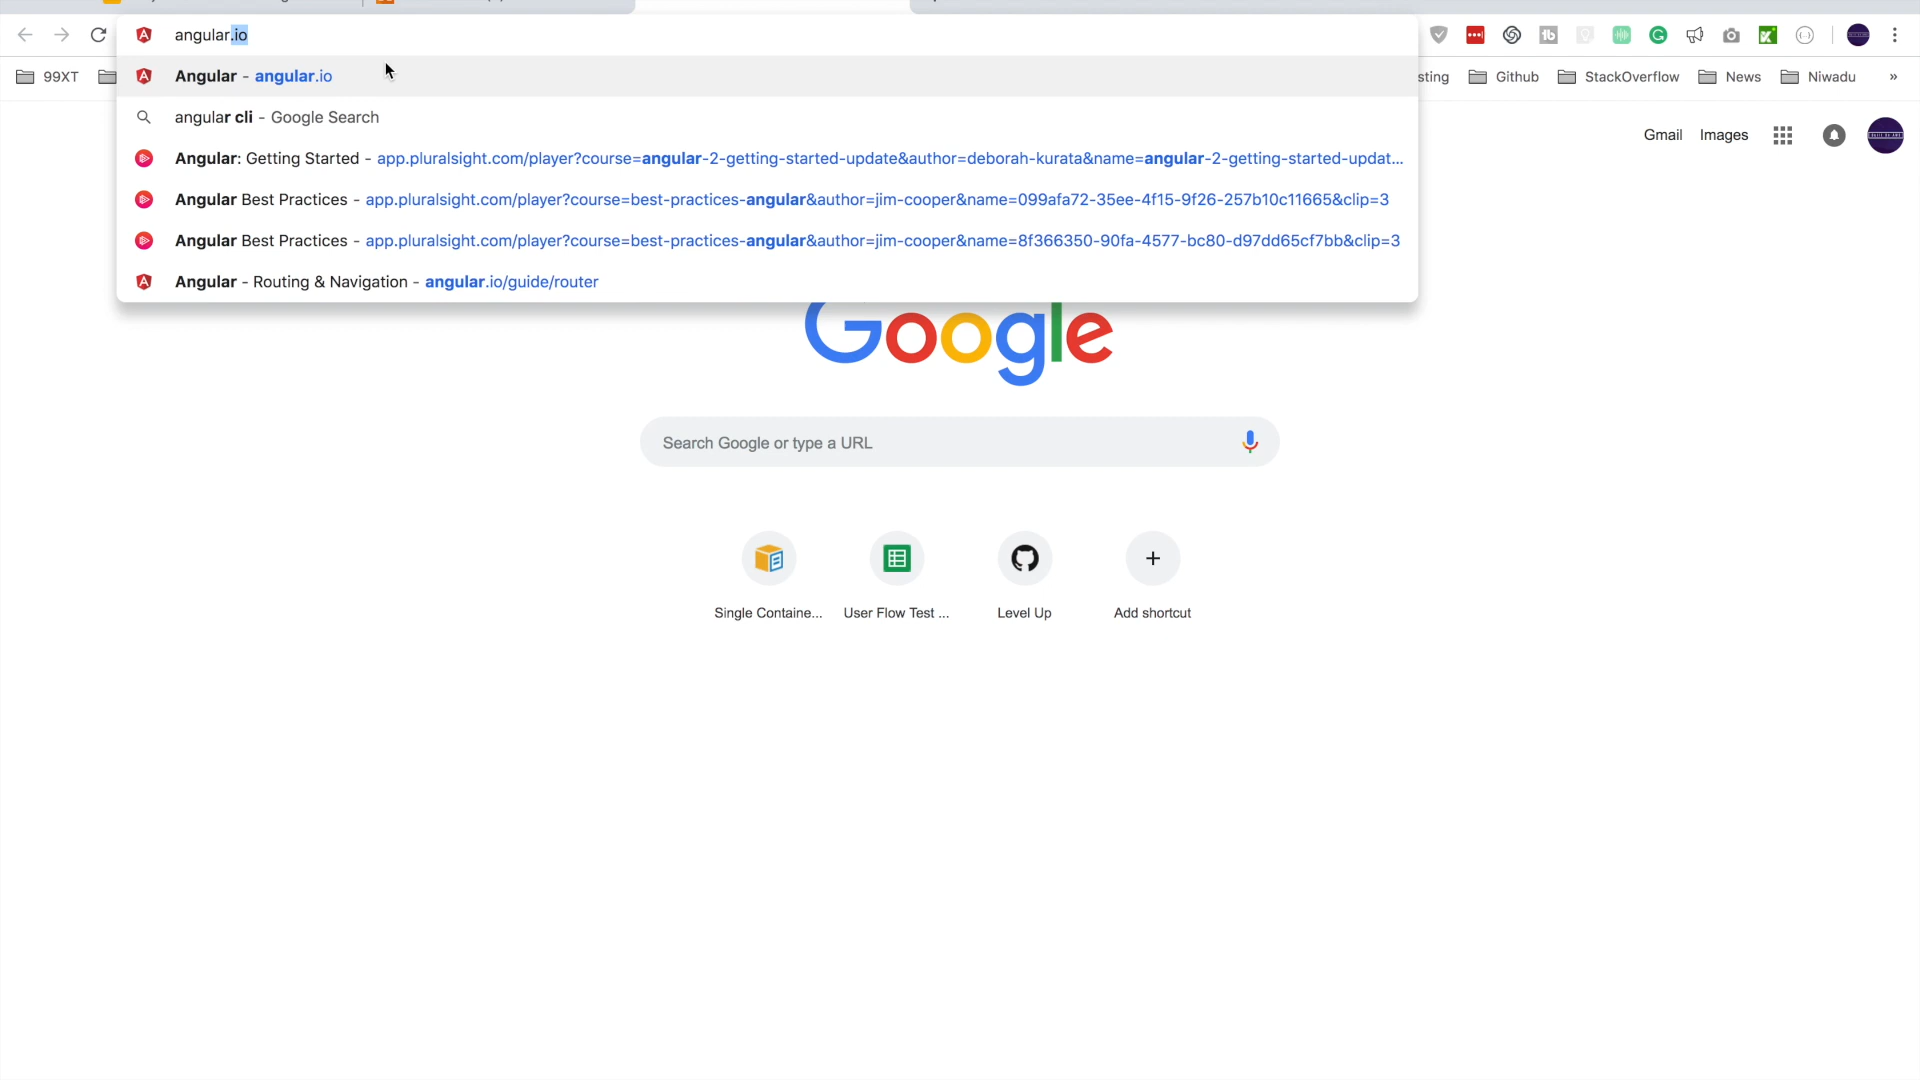 angular.io
Angular - angular.io
99XT
sting
Github
StackOverflow
News
Niwadu
»
angular cli - Google Search
Gmail
Images
Angular: Getting Started - app.pluralsight.com/player?course=angular-2-getting-started-update&author=deborah-kurata&name=angular-2-getting-started-updat...
Angular Best Practices - app.pluralsight.com/player?course=best-practices-angular&author=jim-cooper&name=099afa72-35ee-4f15-9f26-257b10c11665&clip=3
Angular Best Practices - app.pluralsight.com/player?course=best-practices-angular&author=jim-cooper&name=8f366350-90fa-4577-bc80-d97dd65cf7bb&clip=3
Angular - Routing & Navigation - angular.io/guide/router
Google
Search Google or type a URL
Single Containe...
User Flow Test ...
Level Up
Add shortcut